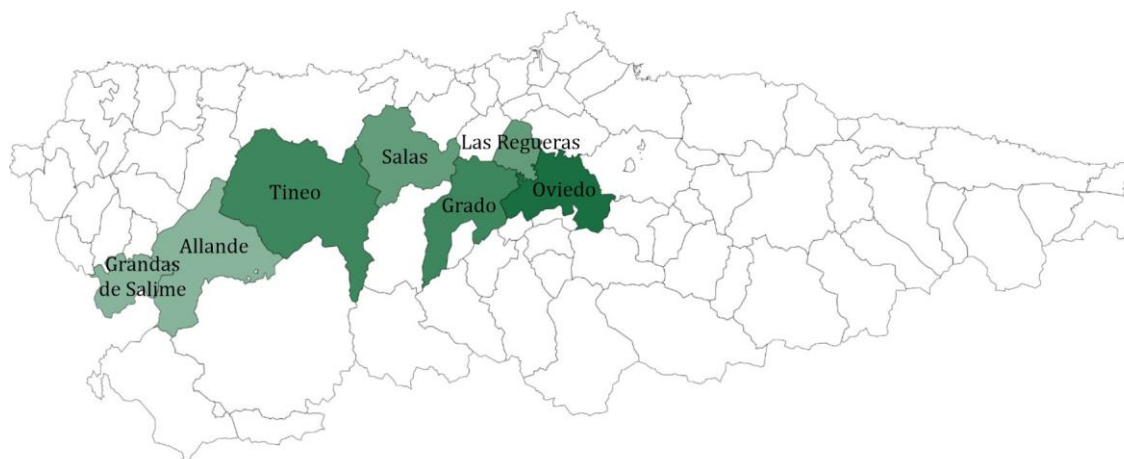 Las Regueras
Salas
Tineo
Oviedo
Grado
Allande
Grandas
de Salime